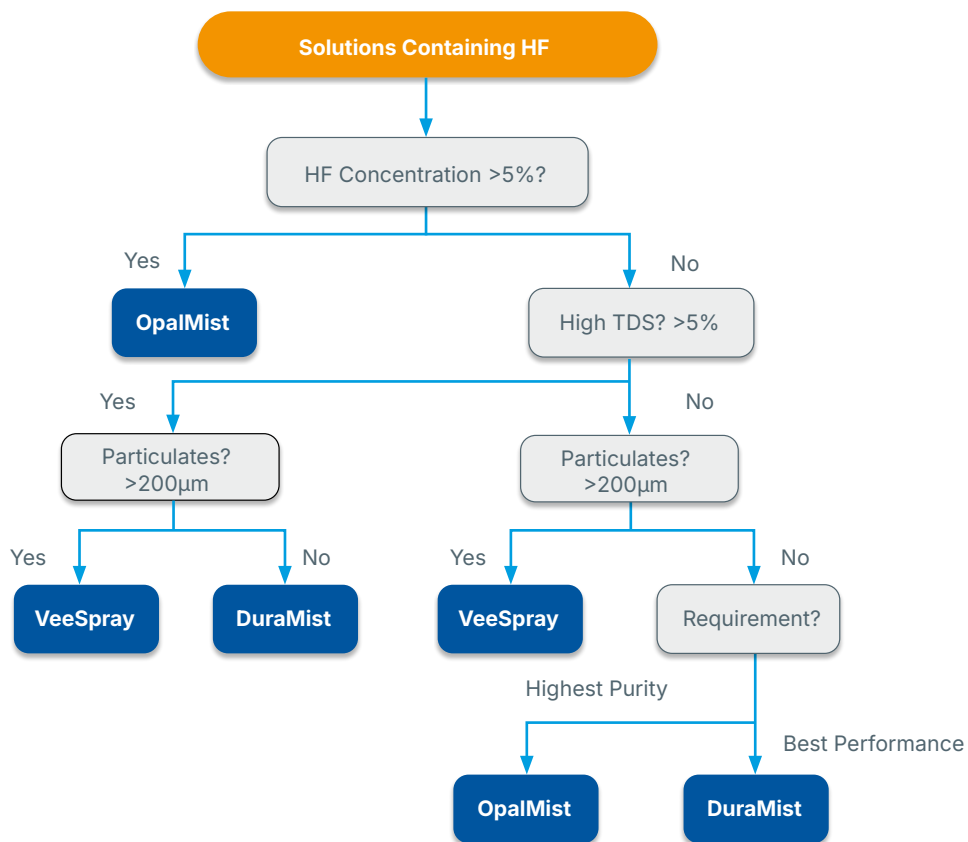 Solutions Containing HF
HF Concentration >5%?
Yes
No
OpalMist
High TDS? >5%
Yes
No
Particulates?
>200µm
Particulates?
>200µm
Yes
No
Yes
No
VeeSpray
DuraMist
VeeSpray
Requirement?
Highest Purity
Best Performance
OpalMist
DuraMist